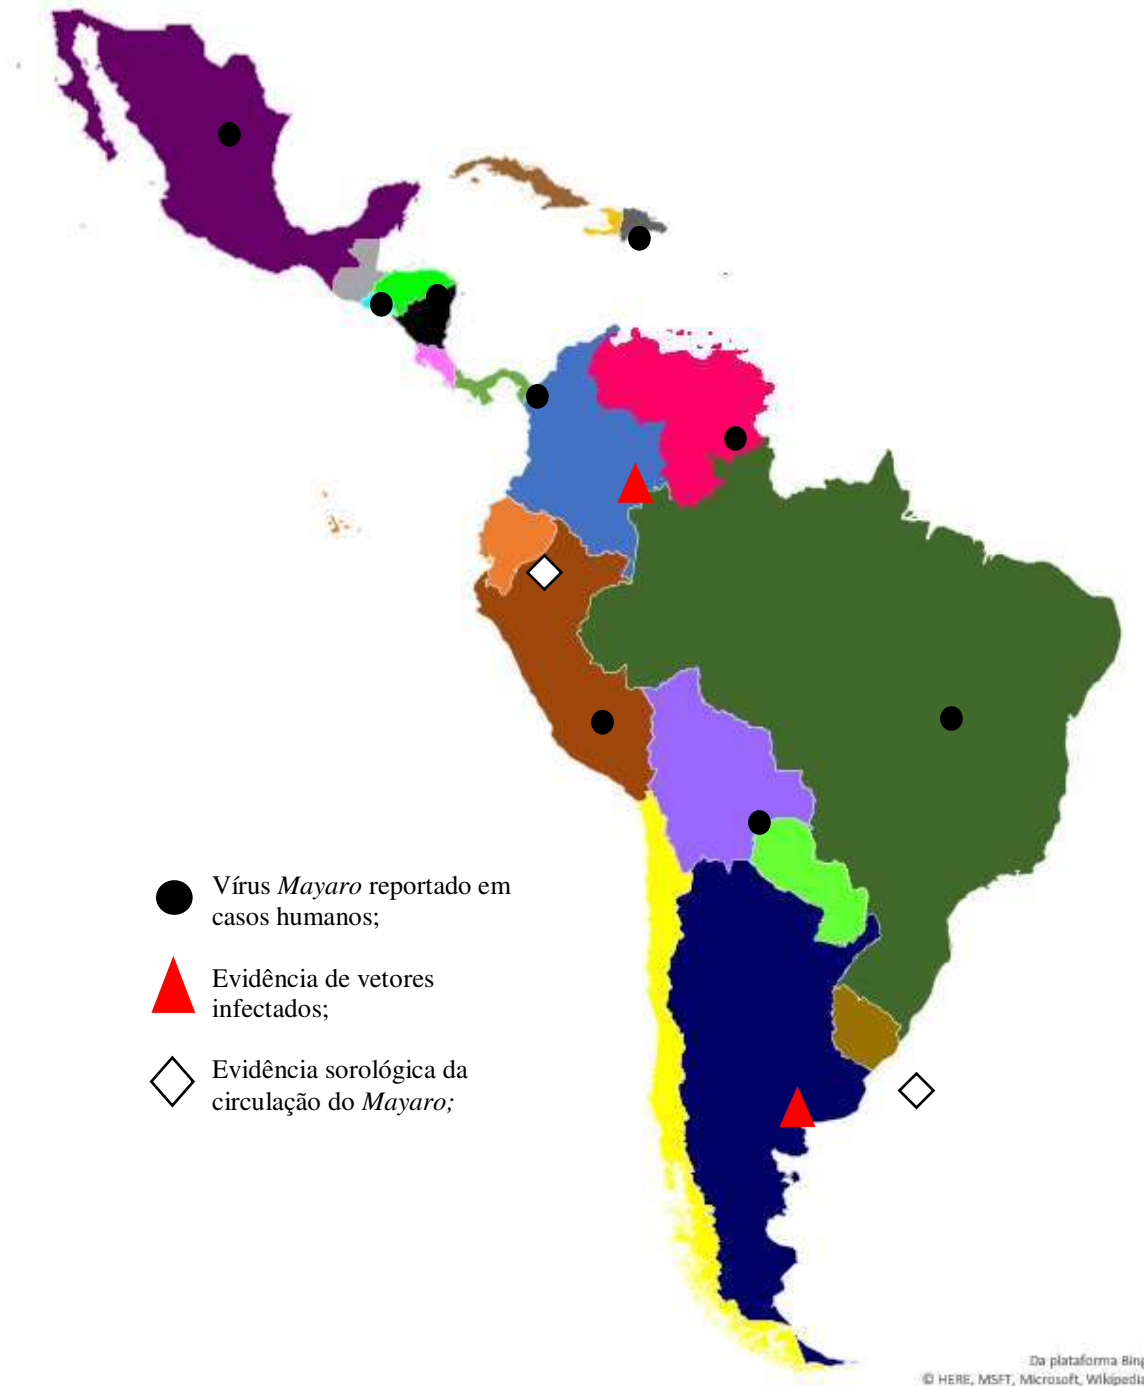 Vírus Mayaro reportado em
casos humanos;
Evidência de vetores
infectados;
Evidência sorológica da
circulação do Mayaro;
Da plataforma Bing
© HERE, MSFT, Microsoft, Wikipedia